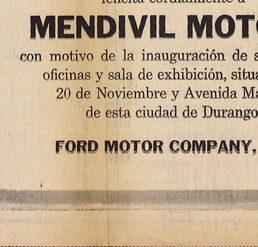 felicita cordialmente a
MENDIVIL MOTO
con motivo de la inauguración de s
oficinas y sala de exhibición, situa
20 de Noviembre y Avenida Ma
de esta ciudad de Durango
FORD MOTOR COMPANY,